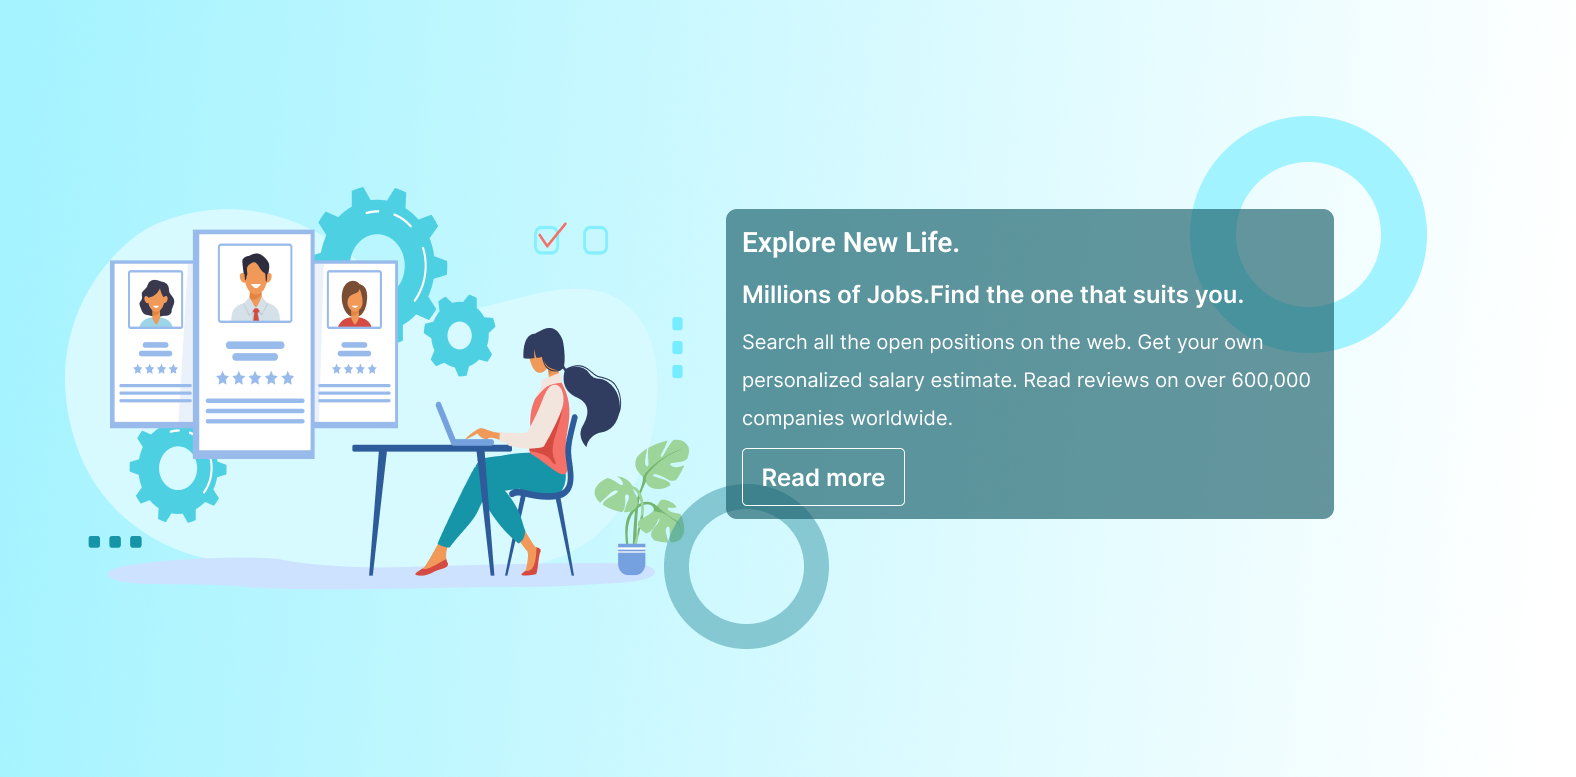 Explore New Life.
Millions of Jobs.Find the one that suits you.
Search all the open positions on the web. Get your own
personalized salary estimate. Read reviews on over 600,000
companies worldwide.
Read more